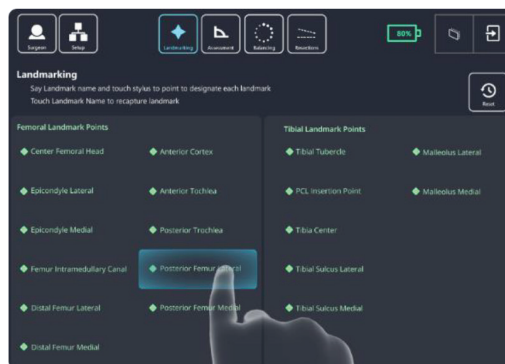 Surgeon
Setup
Landmarking
Assessment
Balancing
Resections
80%
Landmarking
Say Landmark name and touch stylus to point to designate each landmark
Touch Landmark Name to recapture landmark
Reset
Femoral Landmark Points
Center Femoral Head
Anterior Cortex
Epicondyle Lateral
Anterior Tochlea
Epicondyle Medial
Posterior Trochlea
Femur Intramedullary Canal
Posterior Femur Lateral
Distal Femur Lateral
Posterior Femur Medial
Distal Femur Medial
Tibial Landmark Points
Tibial Tubercle
Malleolus Lateral
PCL Insertion Point
Malleolus Medial
Tibia Center
Tibial Sulcus Lateral
Tibial Sulcus Medial